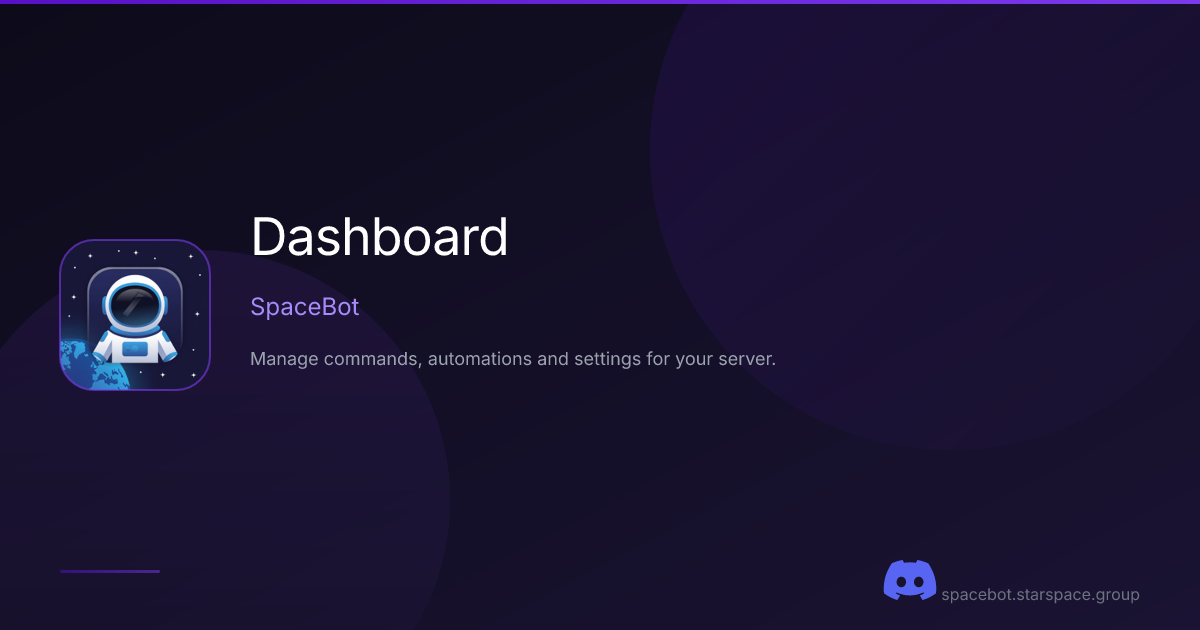 Dashboard
SpaceBot
Manage commands, automations and settings for your server.
spacebot.starspace.group